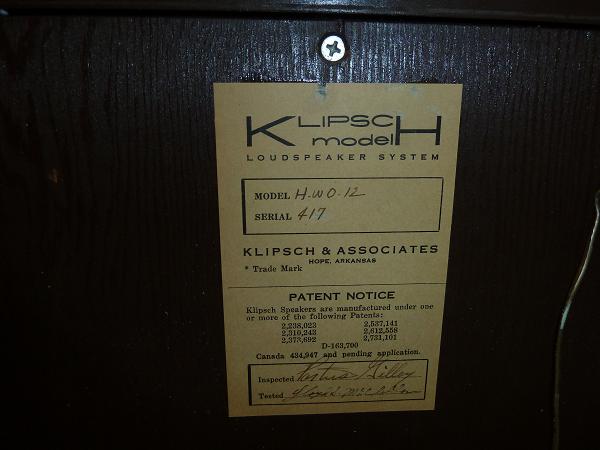 KLIPSCH
model
LOUDSPEAKER SYSTEM
MODEL H-WO-12
SERIAL 417
KLIPSCH & ASSOCIATES
HOPE, ARKANSAS
* Trade Mark
PATENT NOTICE
Klipsch Speakers are manufactured under one
or more of the following Patents:
2,238,023 2,537,141
2,310,243 2,612,558
2,373,692 2,731,101
D-163,700
Canada 434,947 and pending application.
Inspected
Tested